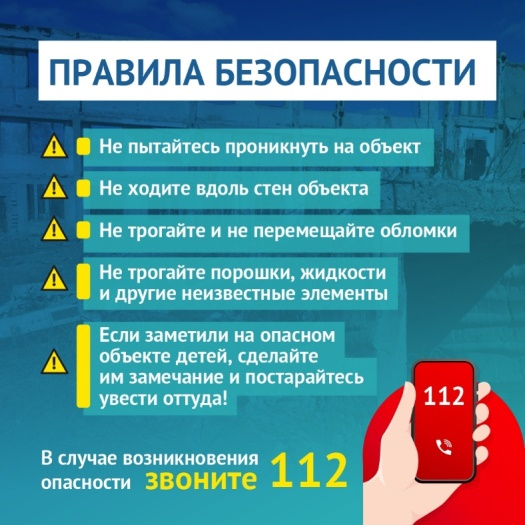 ПРАВИЛА БЕЗОПАСНОСТИ
Не пытайтесь проникнуть на объект
Не ходите вдоль стен объекта
Не трогайте и не перемещайте обломки
Не трогайте порошки, жидкости
и другие неизвестные элементы
Если заметили на опасном
объекте детей, сделайте
им замечание и постарайтесь
увести оттуда!
112
В случае возникновения
опасности звоните 112